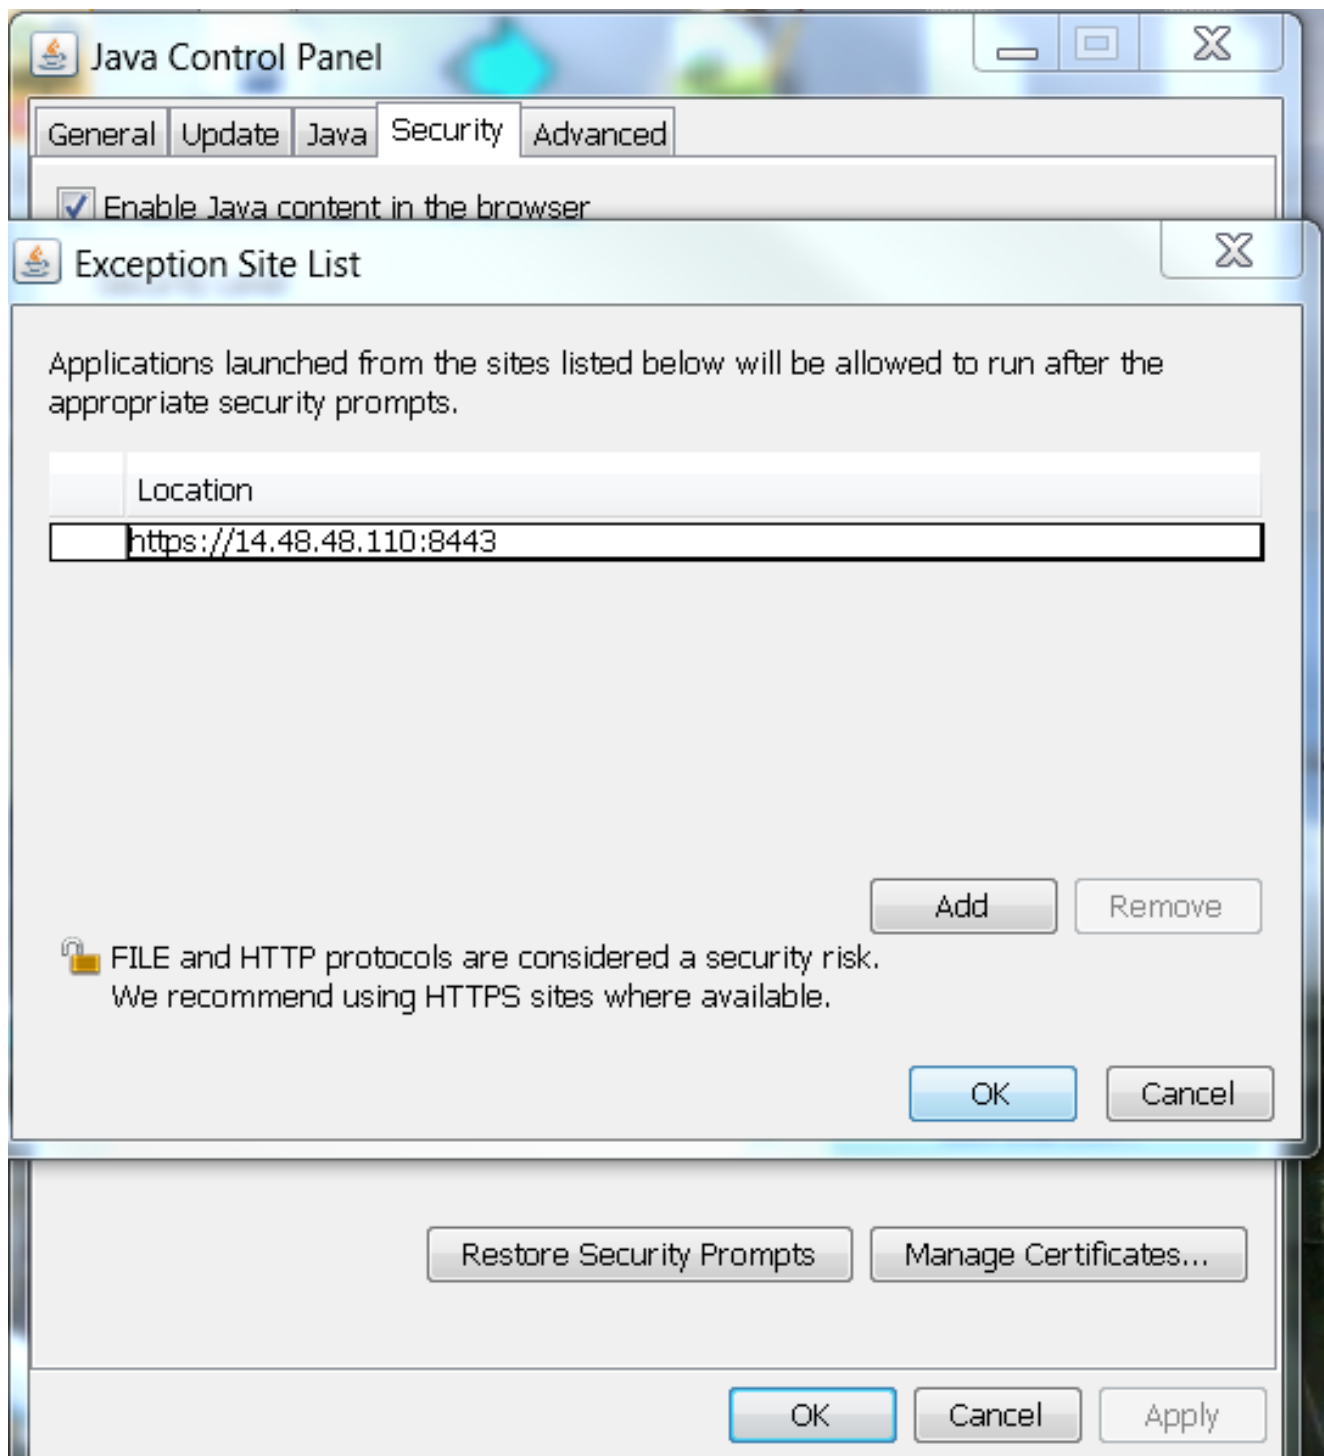 Java Control Panel
General Update Java Security Advanced
Enable Java content in the browser
Exception Site List
Applications launched from the sites listed below will be allowed to run after the
appropriate security prompts.
Location
https://14.48.48.110:8443
Add Remove
FILE and HTTP protocols are considered a security risk.
We recommend using HTTPS sites where available.
OK Cancel
Restore Security Prompts Manage Certificates...
OK Cancel Apply